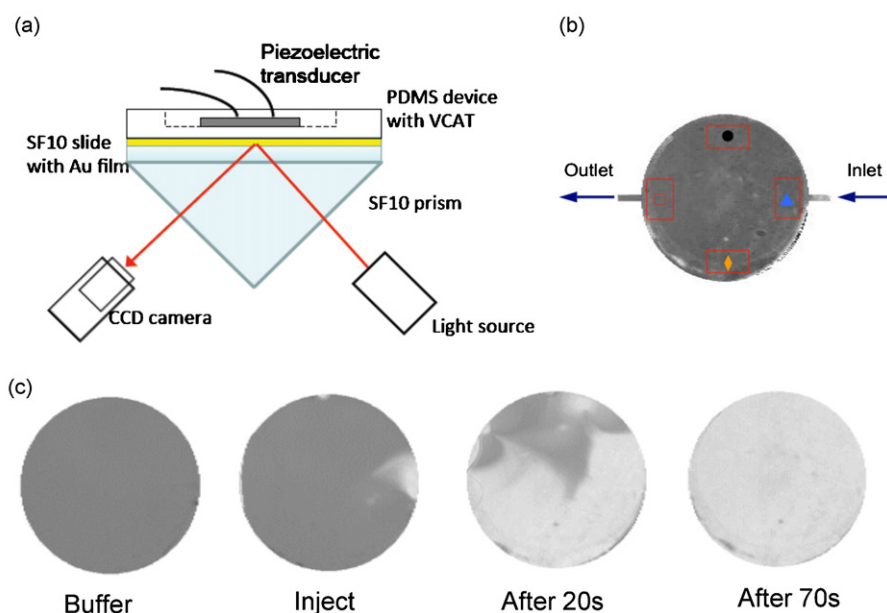 (a)
Piezoelectric
transducer
PDMS device
with VCAT
SF10 slide
with Au film
SF10 prism
CCD camera
Light source
(b)
Outlet
Inlet
(c)
Buffer
Inject
After 20s
After 70s